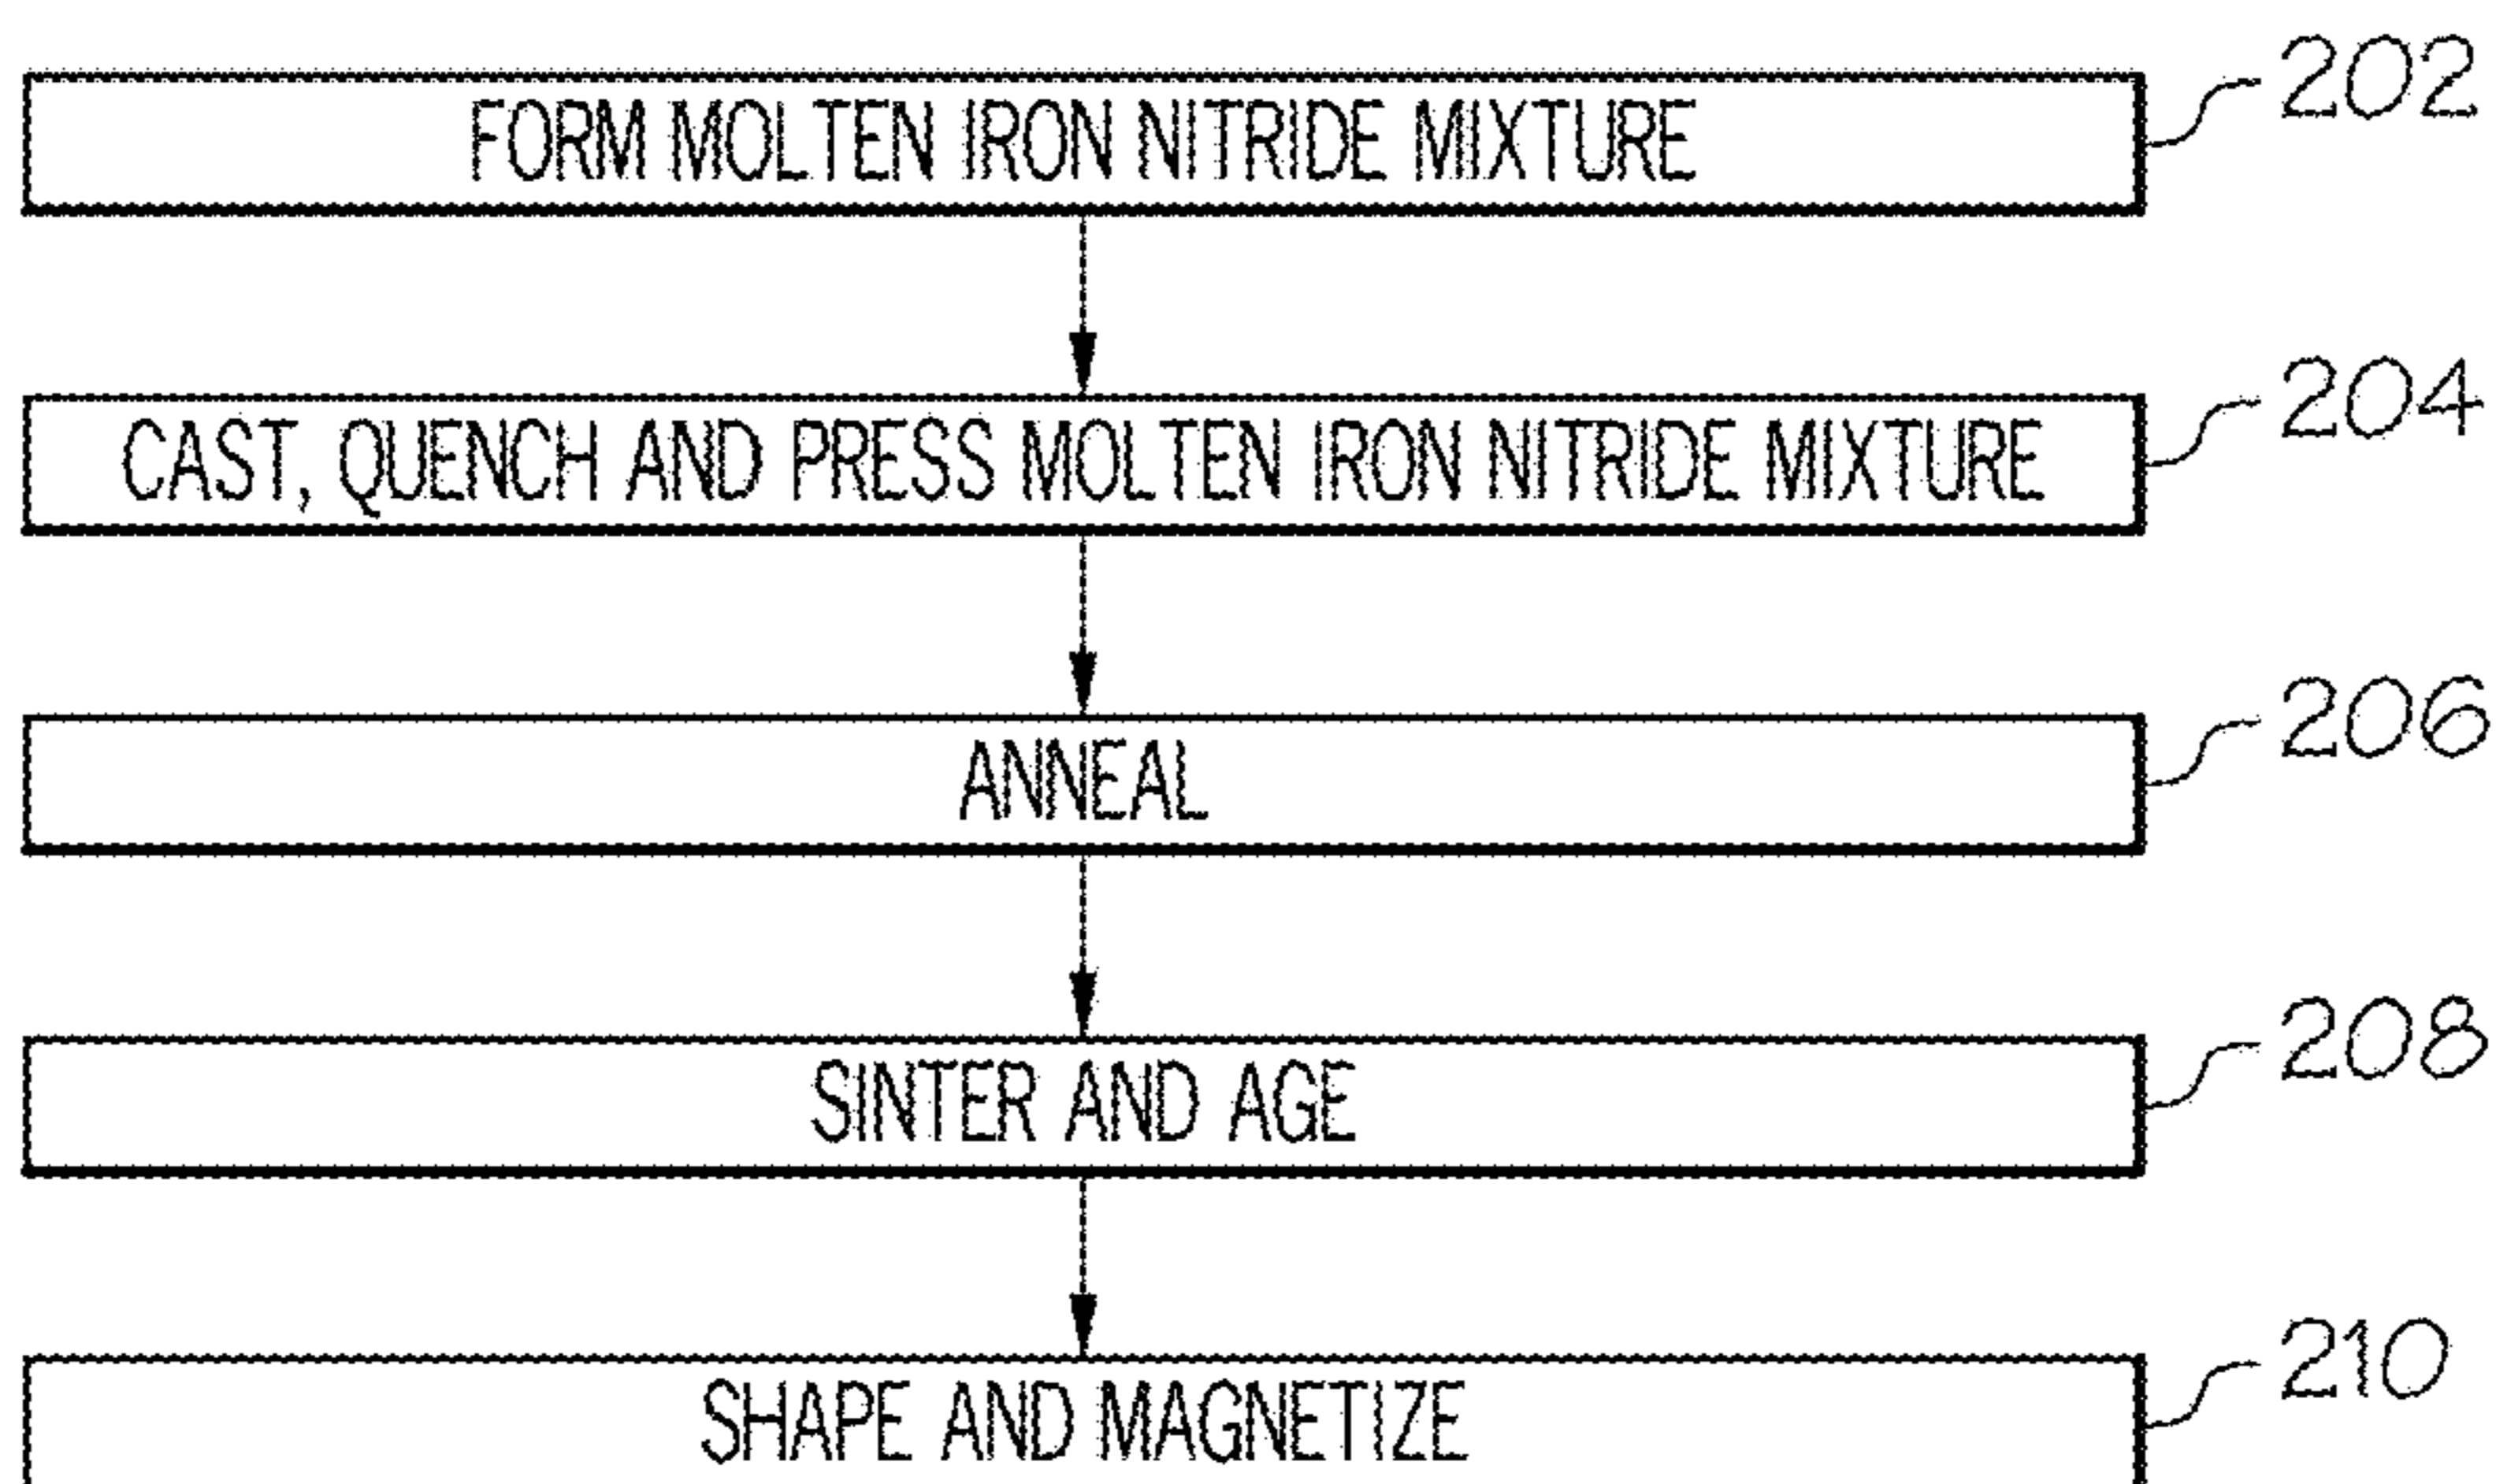 FORM MOLTEN IRON NITRIDE MIXTURE
202
CAST, QUENCH AND PRESS MOLTEN IRON NITRIDE MIXTURE
204
ANNEAL
206
SINTER AND AGE
208
SHAPE AND MAGNETIZE
210